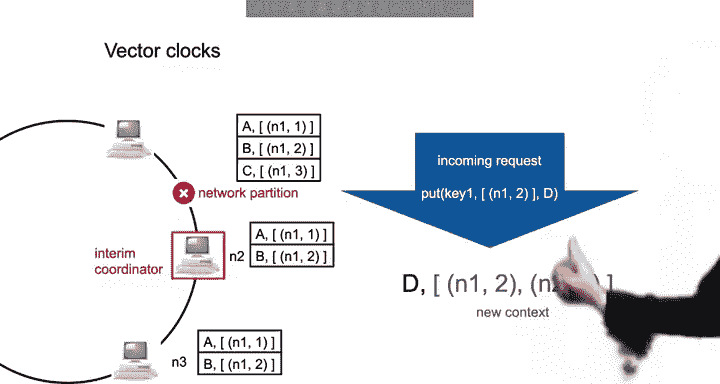 Vector clocks
A, [ (n1, 1) ]
B, [ (n1, 2) ]
C, [ (n1, 3) ]
network partition
interim
coordinator
n2
A, [ (n1, 1) ]
B, [ (n1, 2) ]
n3
A, [ (n1, 1) ]
B, [ (n1, 2) ]
incoming request
put(key1, [ (n1, 2) ], D)
D, [ (n1, 2), ( ) ]
new context